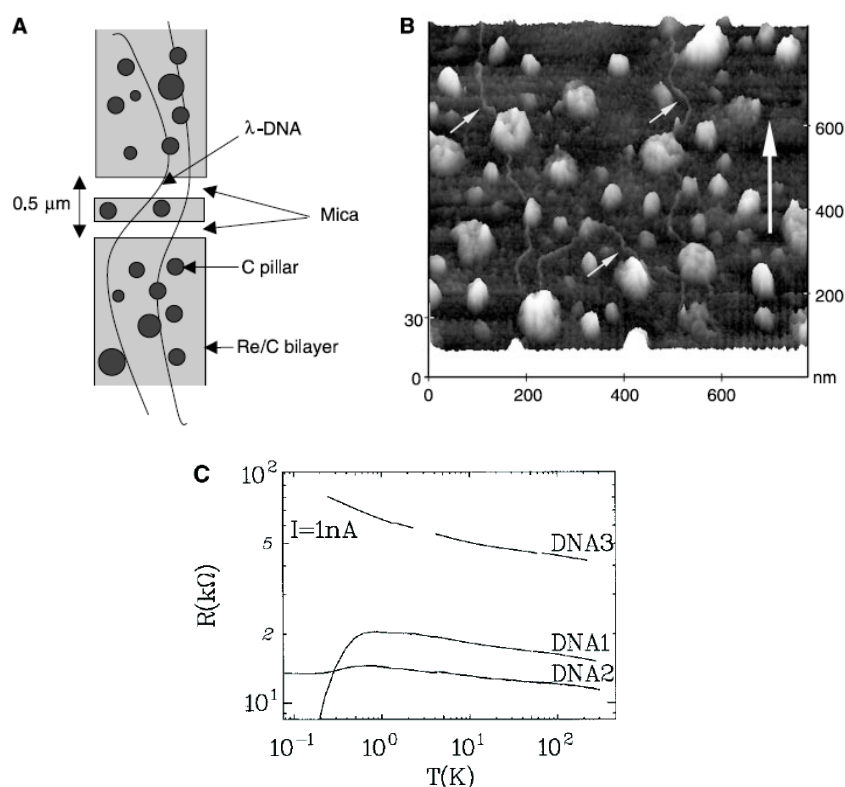 A
λ-DNA
0.5 μm
Mica
C pillar
Re/C bilayer
B
600
400
200
30
0
0 200 400 600 nm
C
10²
I=1nA
5
DNA3
R(kΩ)
2
DNA1
DNA2
10¹
10⁻¹ 10⁰ 10¹ 10²
T(K)